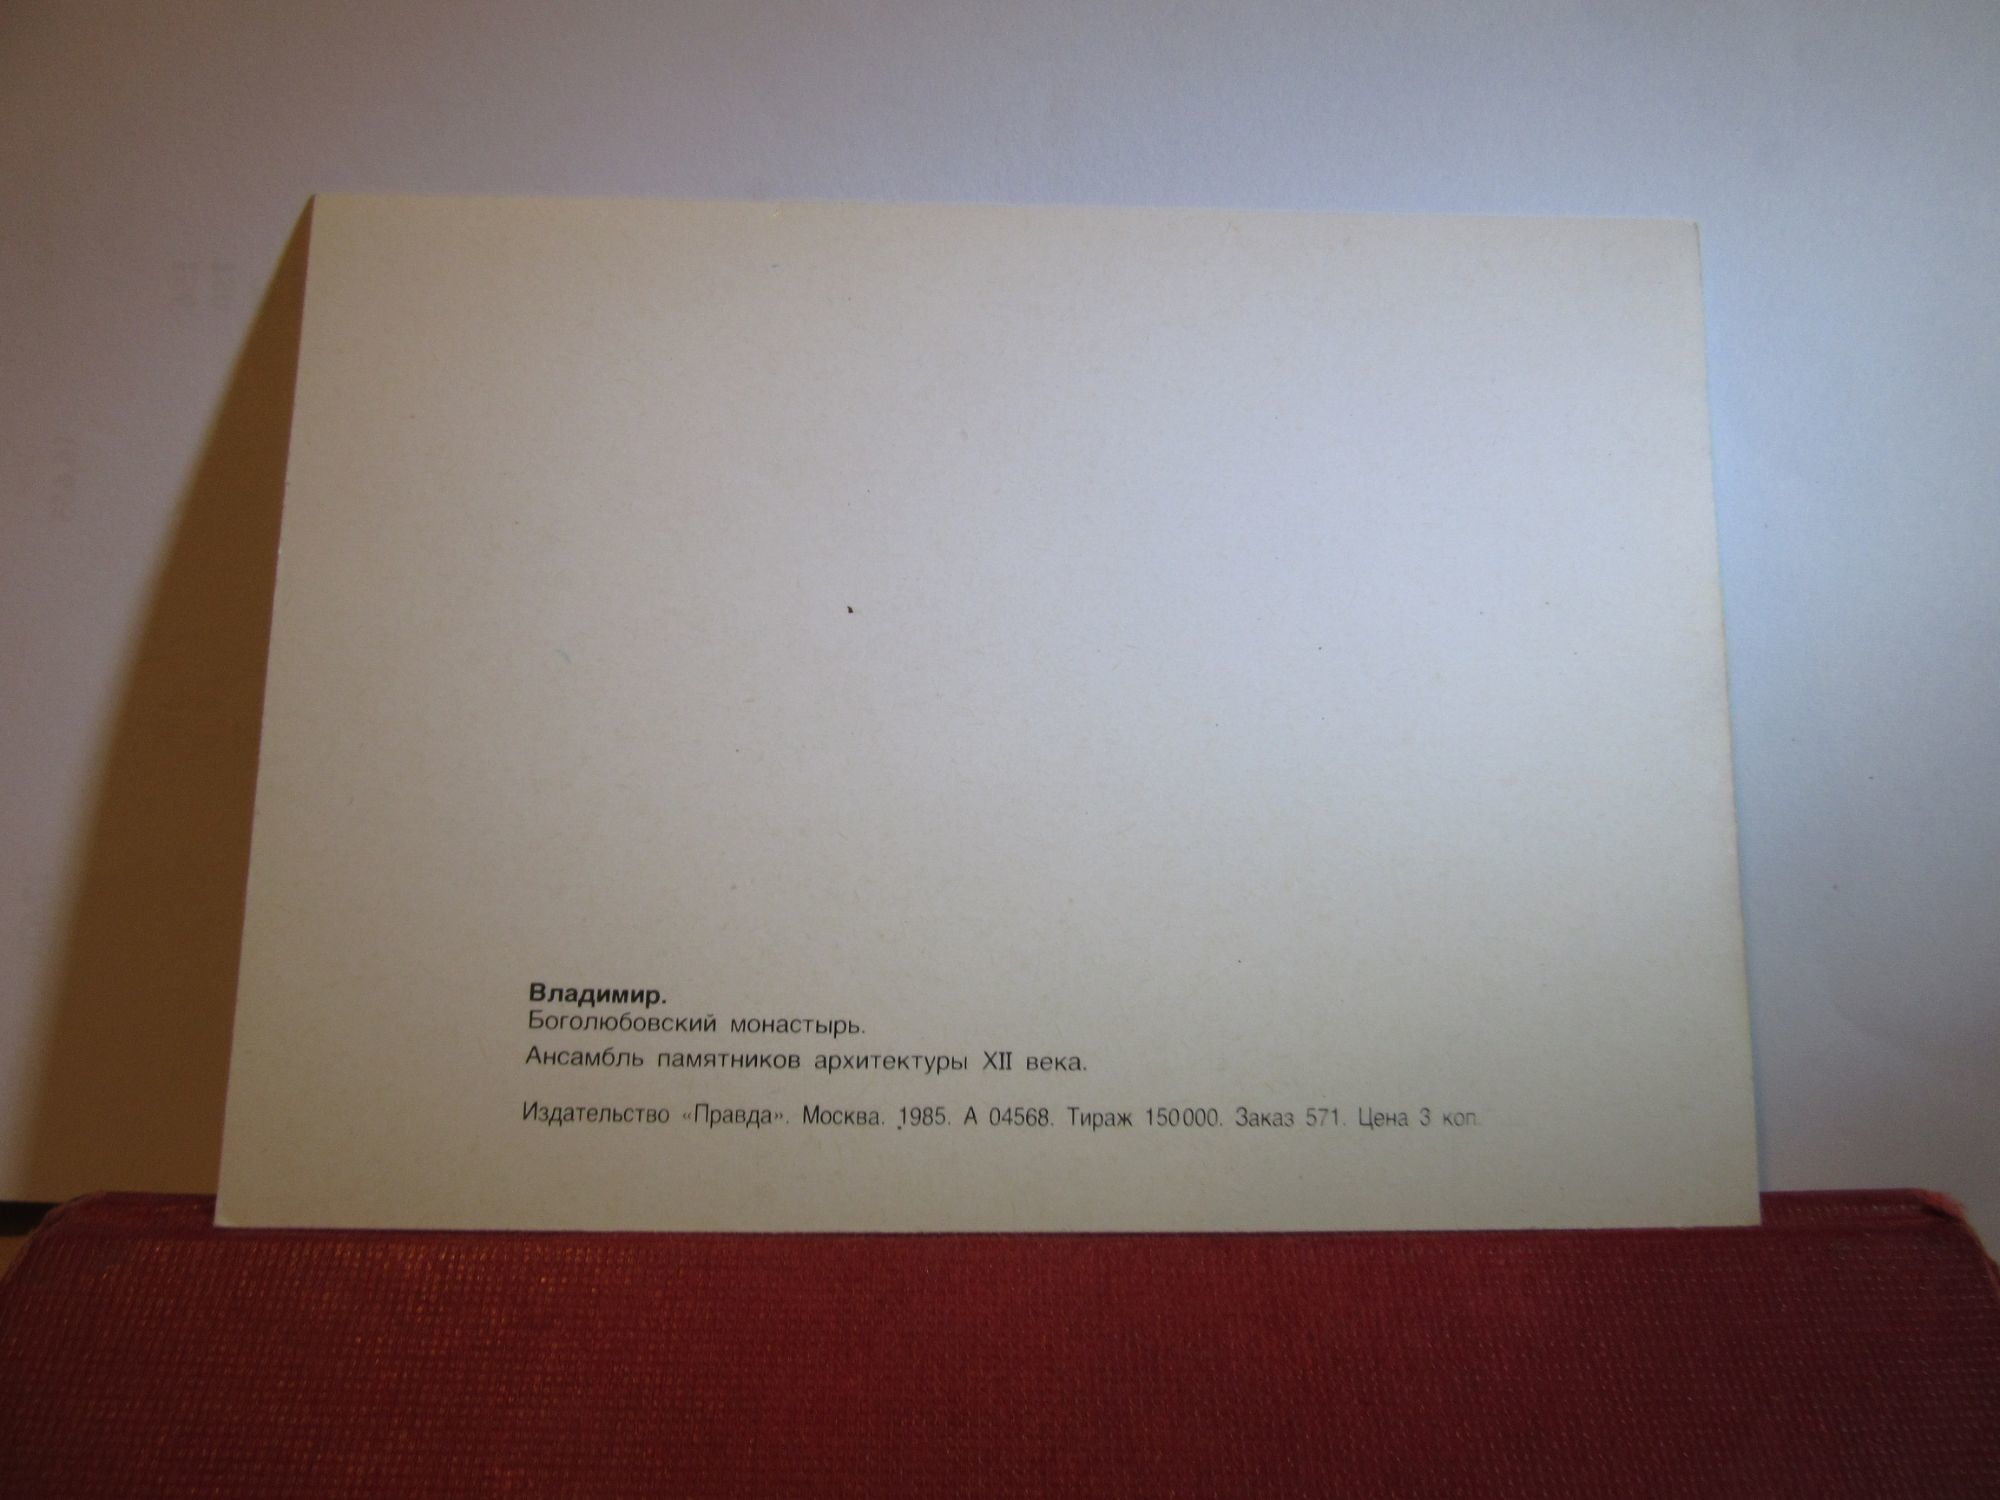 Владимир.
Боголюбовский монастырь.
Ансамбль памятников архитектуры XII века.
Издательство «Правда». Москва. 1985. А 04568. Тираж 150000. Заказ 571. Цена 3 коп.